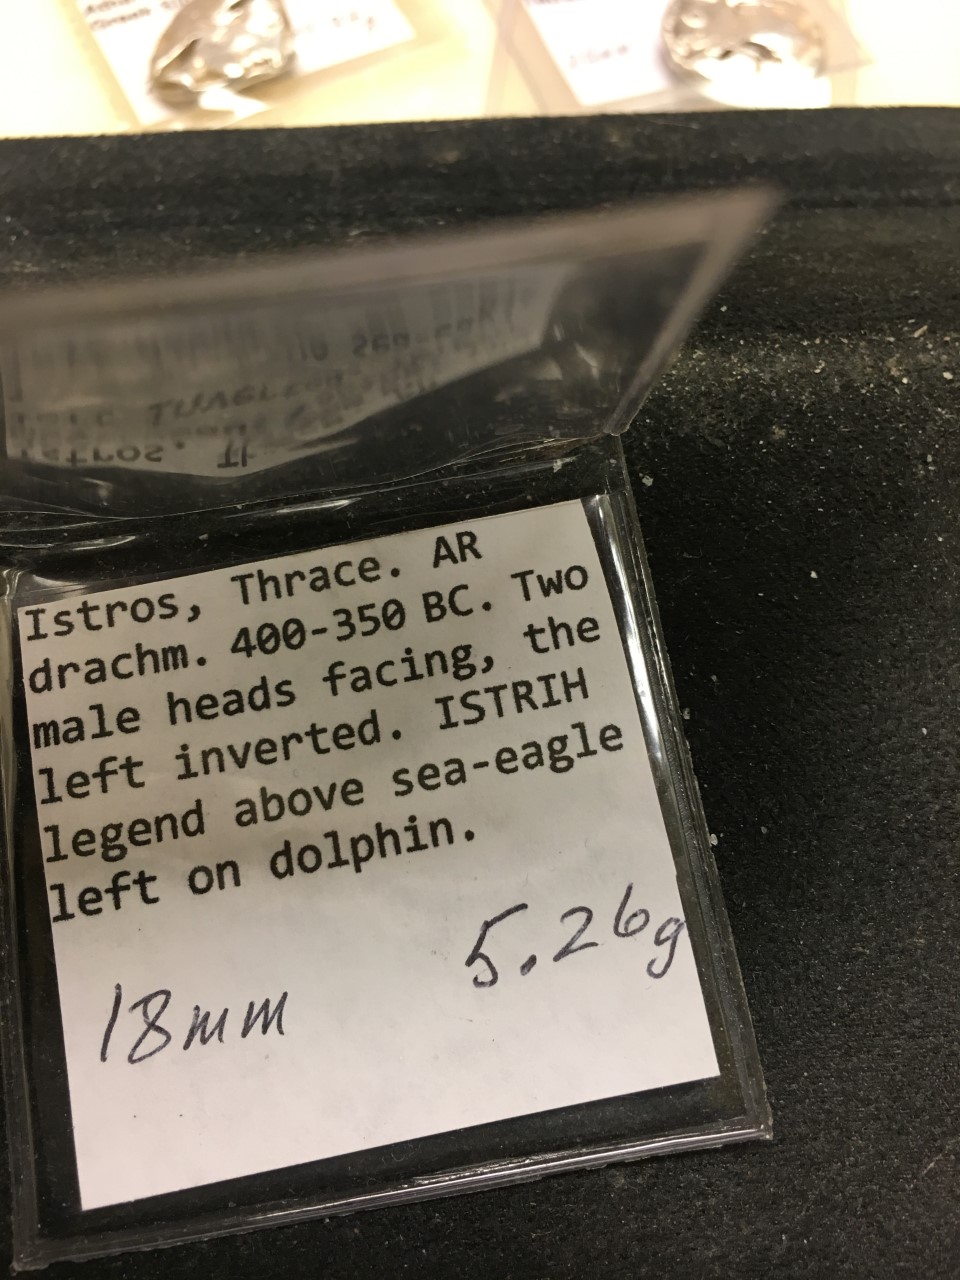 Istros, Thrace. AR
drachm. 400-350 BC. Two
male heads facing, the
left inverted. ISTRIH
legend above sea-eagle
left on dolphin.
5.26g
18mm